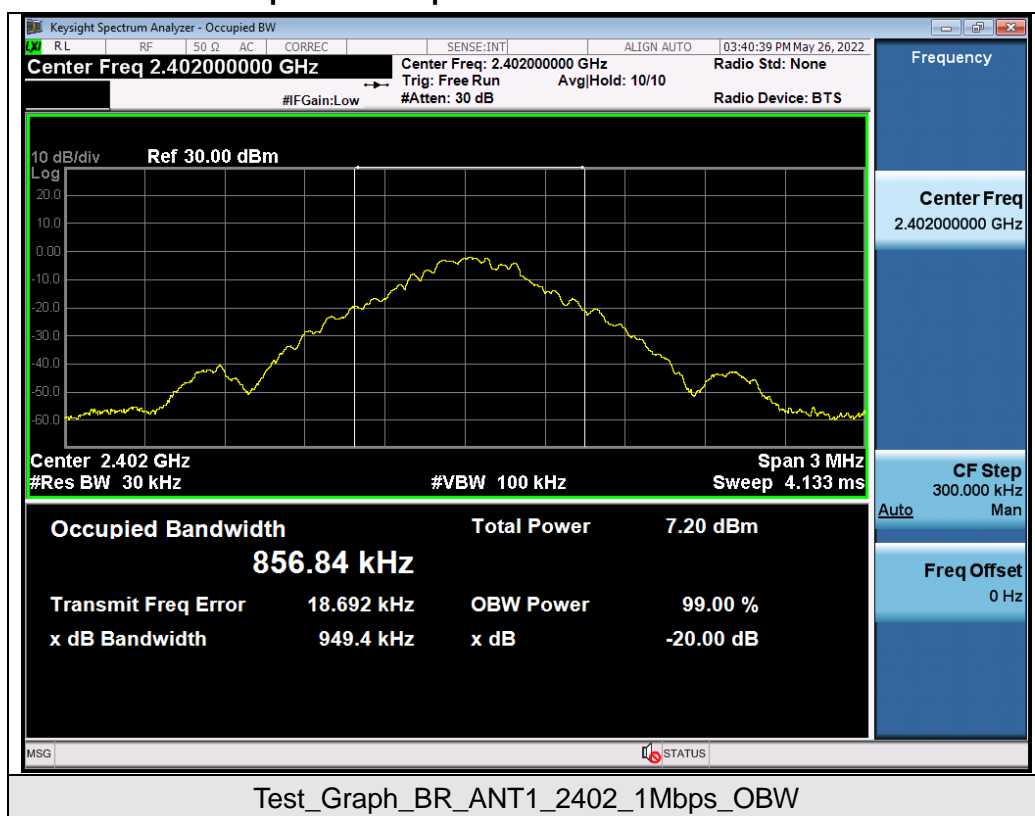 Keysight Spectrum Analyzer - Occupied BW
LXI RL RF 50 Ω AC CORREC SENSE:INT ALIGN AUTO 03:40:39 PM May 26, 2022
Center Freq 2.402000000 GHz
Center Freq: 2.402000000 GHz
Radio Std: None
Trig: Free Run Avg|Hold: 10/10
#IFGain:Low
#Atten: 30 dB
Radio Device: BTS
10 dB/div Ref 30.00 dBm
Log
20.0
10.0
0.00
-10.0
-20.0
-30.0
-40.0
-50.0
-60.0
Center 2.402 GHz Span 3 MHz
#Res BW 30 kHz #VBW 100 kHz Sweep 4.133 ms
Occupied Bandwidth Total Power 7.20 dBm
856.84 kHz
Transmit Freq Error 18.692 kHz OBW Power 99.00 %
x dB Bandwidth 949.4 kHz x dB -20.00 dB
Frequency
Center Freq
2.402000000 GHz
CF Step
300.000 kHz
Auto Man
Freq Offset
0 Hz
MSG STATUS
Test_Graph_BR_ANT1_2402_1Mbps_OBW